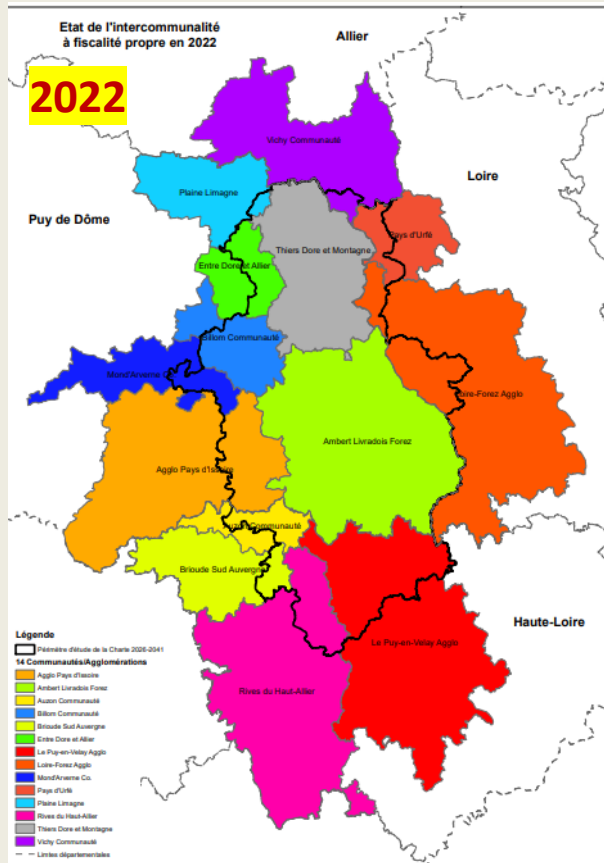 Etat de l'intercommunalité
à fiscalité propre en 2022
2022
Allier
Loire
Puy de Dôme
Haute-Loire
Vichy Communauté
Plaine Limagne
Pays d'Urfé
Thiers Dore et Montagne
Entre Dore et Allier
Billom Communauté
Mond'Arverne Co.
Loire-Forez Agglo
Ambert Livradois Forez
Agglo Pays d'Issoire
Auzon Communauté
Brioude Sud Auvergne
Le Puy-en-Velay Agglo
Rives du Haut-Allier
Légende
Périmètre d'étude de la Charte 2026-2041
14 Communautés/Agglomérations
Agglo Pays d'Issoire
Ambert Livradois Forez
Auzon Communauté
Billom Communauté
Brioude Sud Auvergne
Entre Dore et Allier
Le Puy-en-Velay Agglo
Loire-Forez Agglo
Mond'Arverne Co.
Pays d'Urfé
Plaine Limagne
Rives du Haut-Allier
Thiers Dore et Montagne
Vichy Communauté
Limites départementales